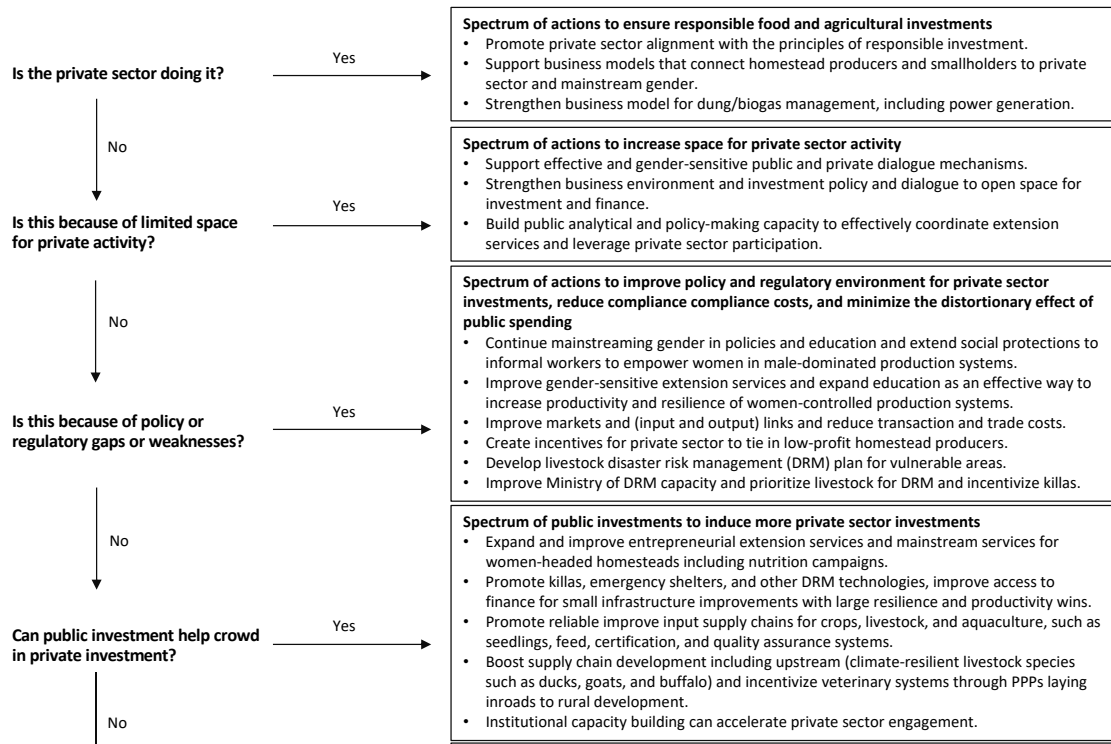 Is the private sector doing it?
Yes
Spectrum of actions to ensure responsible food and agricultural investments
• Promote private sector alignment with the principles of responsible investment.
• Support business models that connect homestead producers and smallholders to private
sector and mainstream gender.
• Strengthen business model for dung/biogas management, including power generation.
No
Is this because of limited space
for private activity?
Yes
Spectrum of actions to increase space for private sector activity
• Support effective and gender-sensitive public and private dialogue mechanisms.
• Strengthen business environment and investment policy and dialogue to open space for
investment and finance.
• Build public analytical and policy-making capacity to effectively coordinate extension
services and leverage private sector participation.
No
Is this because of policy or
regulatory gaps or weaknesses?
Yes
Spectrum of actions to improve policy and regulatory environment for private sector
investments, reduce compliance compliance costs, and minimize the distortionary effect of
public spending
• Continue mainstreaming gender in policies and education and extend social protections to
informal workers to empower women in male-dominated production systems.
• Improve gender-sensitive extension services and expand education as an effective way to
increase productivity and resilience of women-controlled production systems.
• Improve markets and (input and output) links and reduce transaction and trade costs.
• Create incentives for private sector to tie in low-profit homestead producers.
• Develop livestock disaster risk management (DRM) plan for vulnerable areas.
• Improve Ministry of DRM capacity and prioritize livestock for DRM and incentivize killas.
No
Can public investment help crowd
in private investment?
Yes
Spectrum of public investments to induce more private sector investments
• Expand and improve entrepreneurial extension services and mainstream services for
women-headed homesteads including nutrition campaigns.
• Promote killas, emergency shelters, and other DRM technologies, improve access to
finance for small infrastructure improvements with large resilience and productivity wins.
• Promote reliable improve input supply chains for crops, livestock, and aquaculture, such as
seedlings, feed, certification, and quality assurance systems.
• Boost supply chain development including upstream (climate-resilient livestock species
such as ducks, goats, and buffalo) and incentivize veterinary systems through PPPs laying
inroads to rural development.
• Institutional capacity building can accelerate private sector engagement.
No